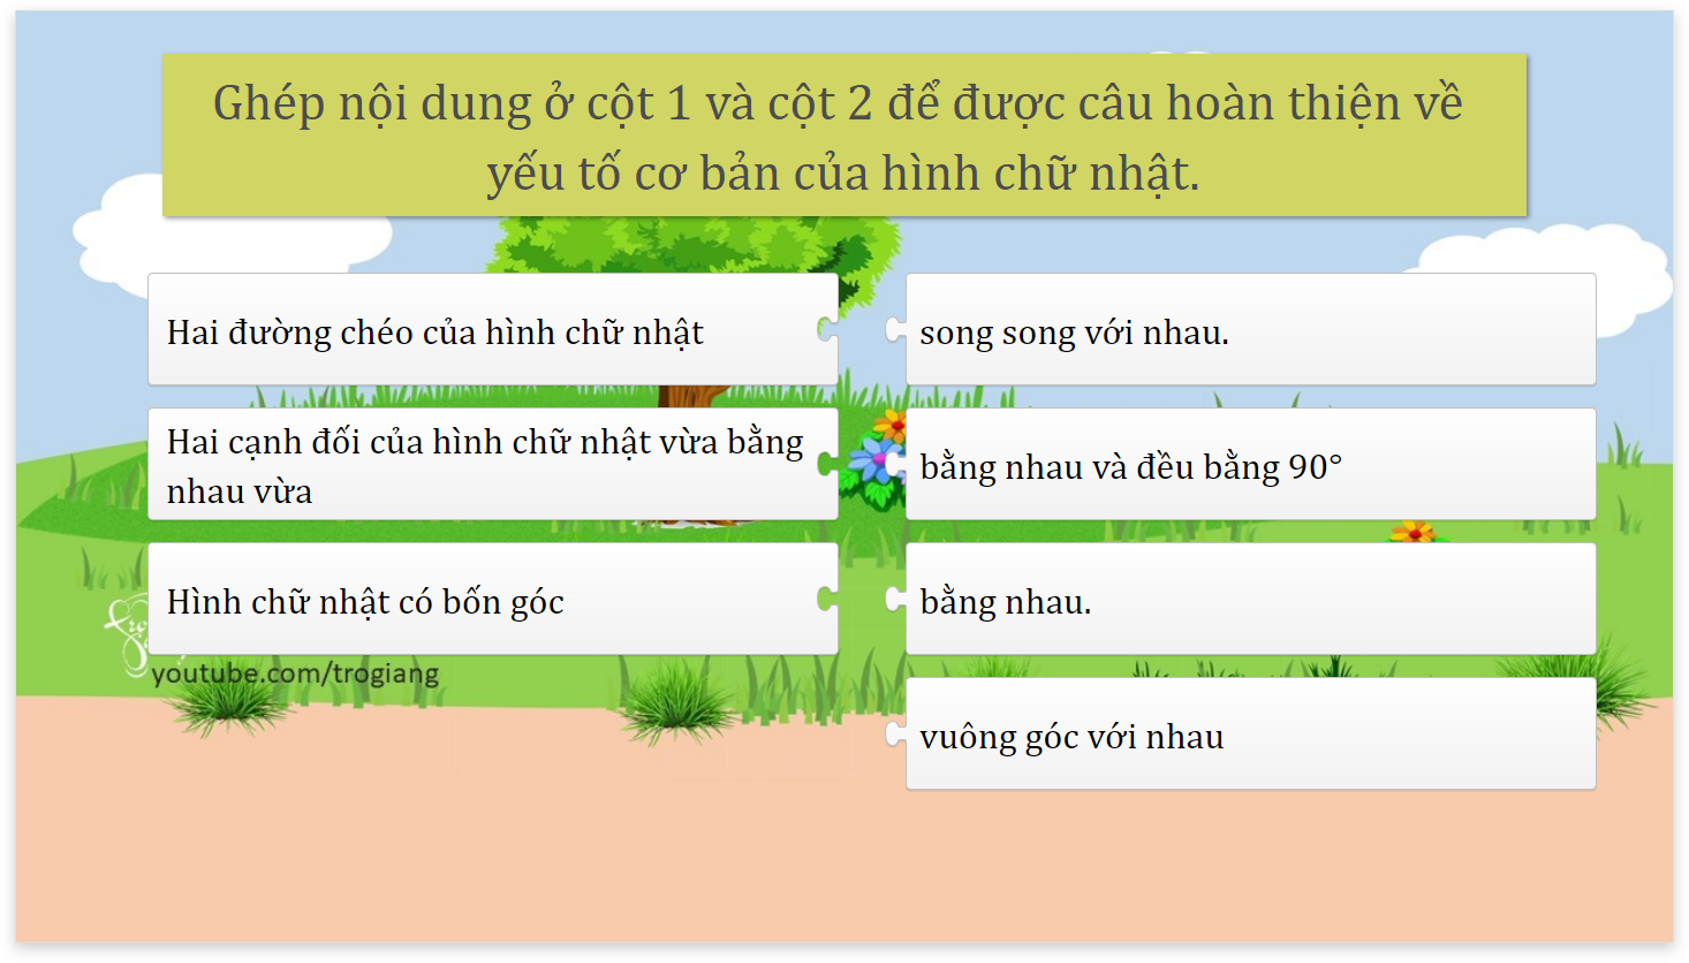 Ghép nội dung ở cột 1 và cột 2 để được câu hoàn thiện về
yếu tố cơ bản của hình chữ nhật.
Hai đường chéo của hình chữ nhật
song song với nhau.
Hai cạnh đối của hình chữ nhật vừa bằng
nhau vừa
bằng nhau và đều bằng 90°
Hình chữ nhật có bốn góc
bằng nhau.
youtube.com/trogiang
vuông góc với nhau